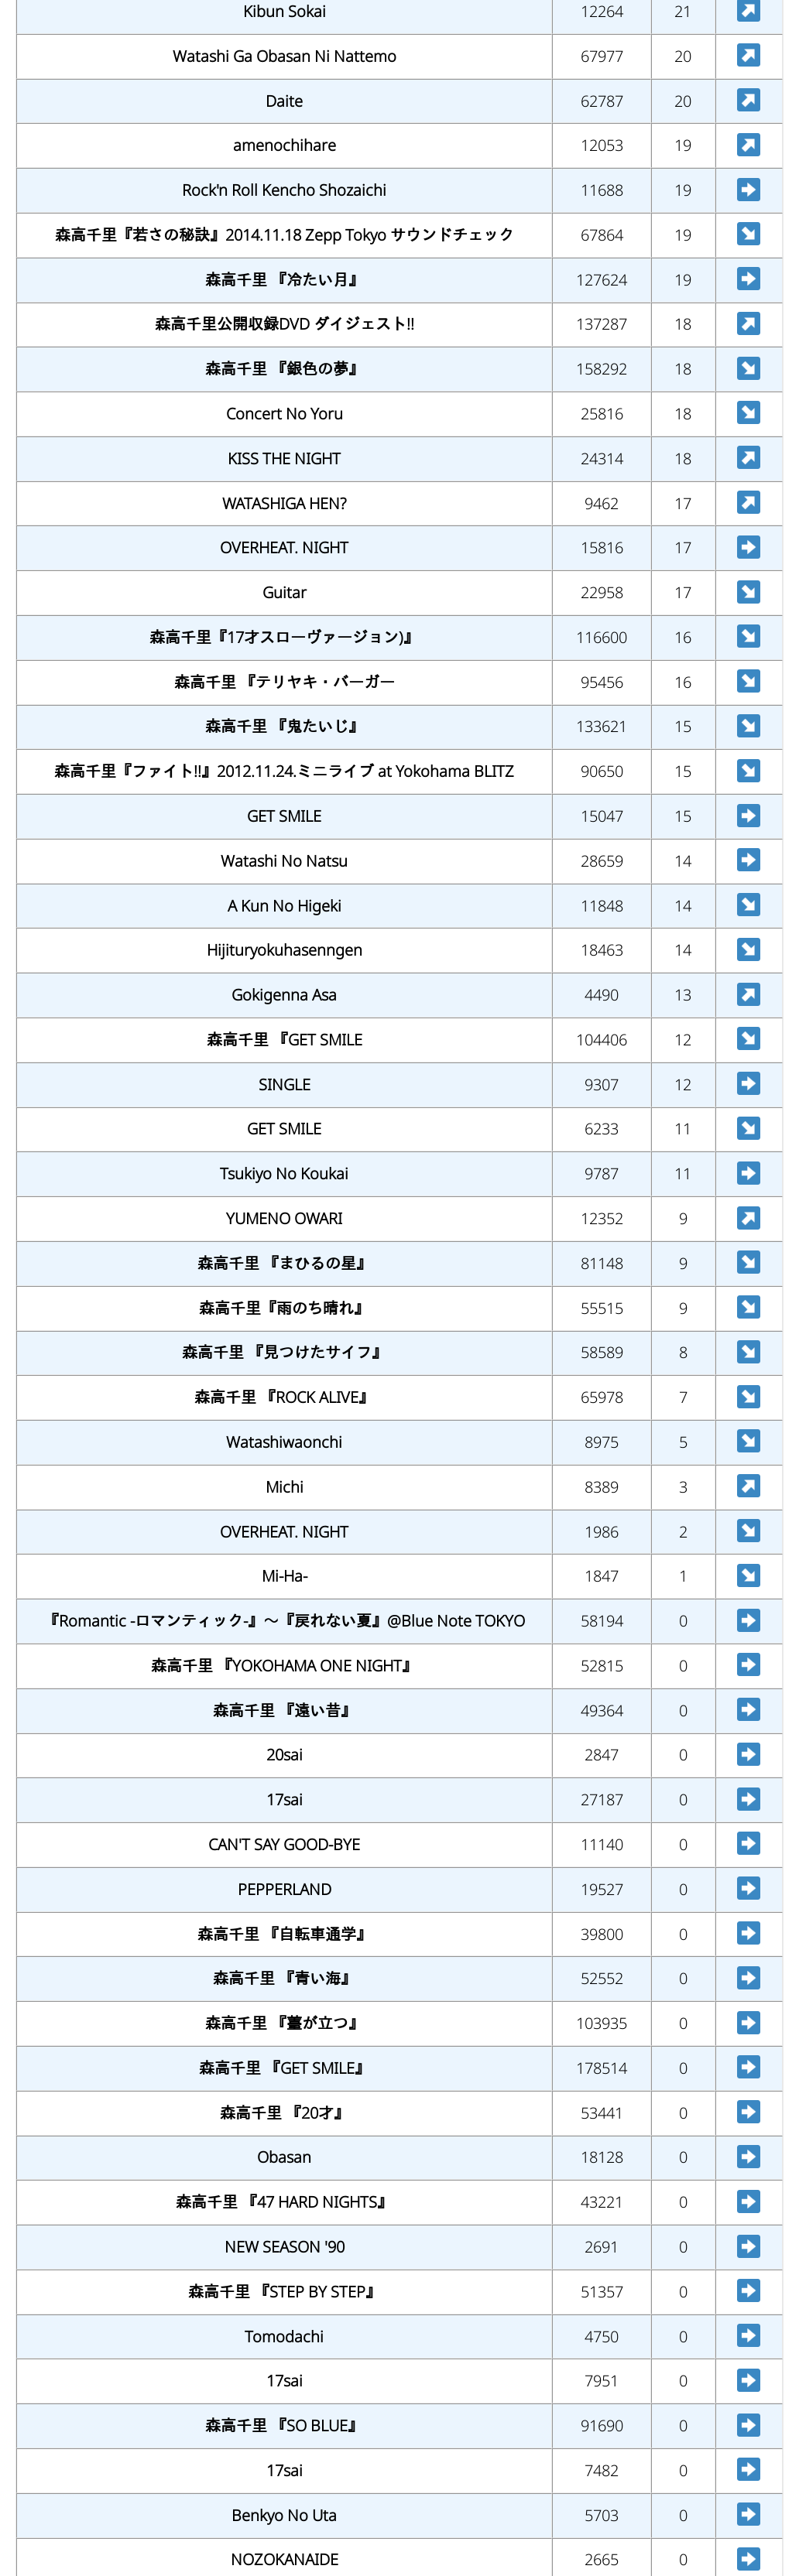 Kibun Sokai 12264 21
Watashi Ga Obasan Ni Nattemo 67977 20
Daite 62787 20
amenochihare 12053 19
Rock'n Roll Kencho Shozaichi 11688 19
森高千里『若さの秘訣』2014.11.18 Zepp Tokyo サウンドチェック 67864 19
森高千里 『冷たい月』 127624 19
森高千里公開収録DVD ダイジェスト!! 137287 18
森高千里 『銀色の夢』 158292 18
Concert No Yoru 25816 18
KISS THE NIGHT 24314 18
WATASHIGA HEN? 9462 17
OVERHEAT. NIGHT 15816 17
Guitar 22958 17
森高千里『17才スローヴァージョン)』 116600 16
森高千里 『テリヤキ・バーガー 95456 16
森高千里 『鬼たいじ』 133621 15
森高千里『ファイト!!』2012.11.24.ミニライブ at Yokohama BLITZ 90650 15
GET SMILE 15047 15
Watashi No Natsu 28659 14
A Kun No Higeki 11848 14
Hijituryokuhasenngen 18463 14
Gokigenna Asa 4490 13
森高千里 『GET SMILE 104406 12
SINGLE 9307 12
GET SMILE 6233 11
Tsukiyo No Koukai 9787 11
YUMENO OWARI 12352 9
森高千里 『まひるの星』 81148 9
森高千里『雨のち晴れ』 55515 9
森高千里 『見つけたサイフ』 58589 8
森高千里 『ROCK ALIVE』 65978 7
Watashiwaonchi 8975 5
Michi 8389 3
OVERHEAT. NIGHT 1986 2
Mi-Ha- 1847 1
『Romantic -ロマンティック-』～『戻れない夏』@Blue Note TOKYO 58194 0
森高千里 『YOKOHAMA ONE NIGHT』 52815 0
森高千里 『遠い昔』 49364 0
20sai 2847 0
17sai 27187 0
CAN'T SAY GOOD-BYE 11140 0
PEPPERLAND 19527 0
森高千里 『自転車通学』 39800 0
森高千里 『青い海』 52552 0
森高千里 『薹が立つ』 103935 0
森高千里 『GET SMILE』 178514 0
森高千里 『20才』 53441 0
Obasan 18128 0
森高千里 『47 HARD NIGHTS』 43221 0
NEW SEASON '90 2691 0
森高千里 『STEP BY STEP』 51357 0
Tomodachi 4750 0
17sai 7951 0
森高千里 『SO BLUE』 91690 0
17sai 7482 0
Benkyo No Uta 5703 0
NOZOKANAIDE 2665 0